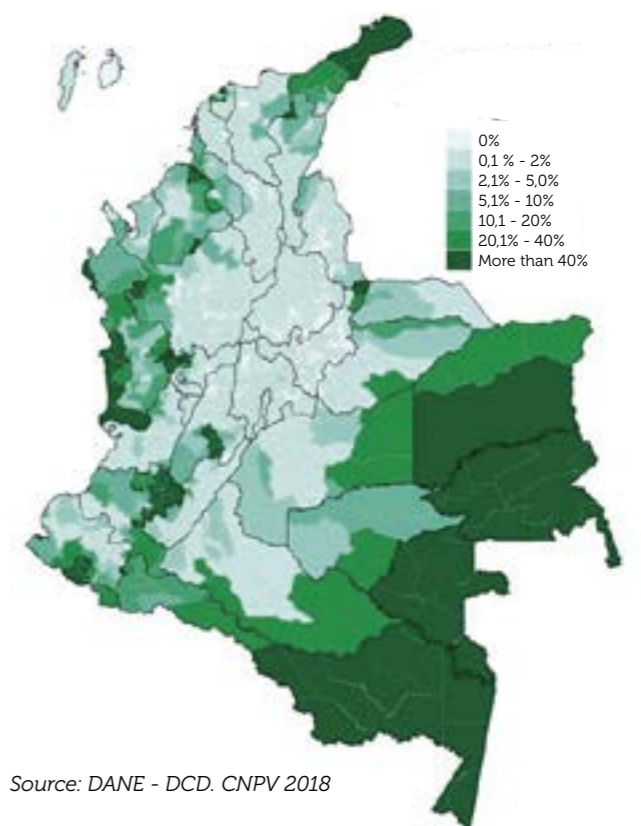 0%
0,1 % - 2%
2,1% - 5,0%
5,1% - 10%
10,1 - 20%
20,1% - 40%
More than 40%
Source: DANE - DCD. CNPV 2018